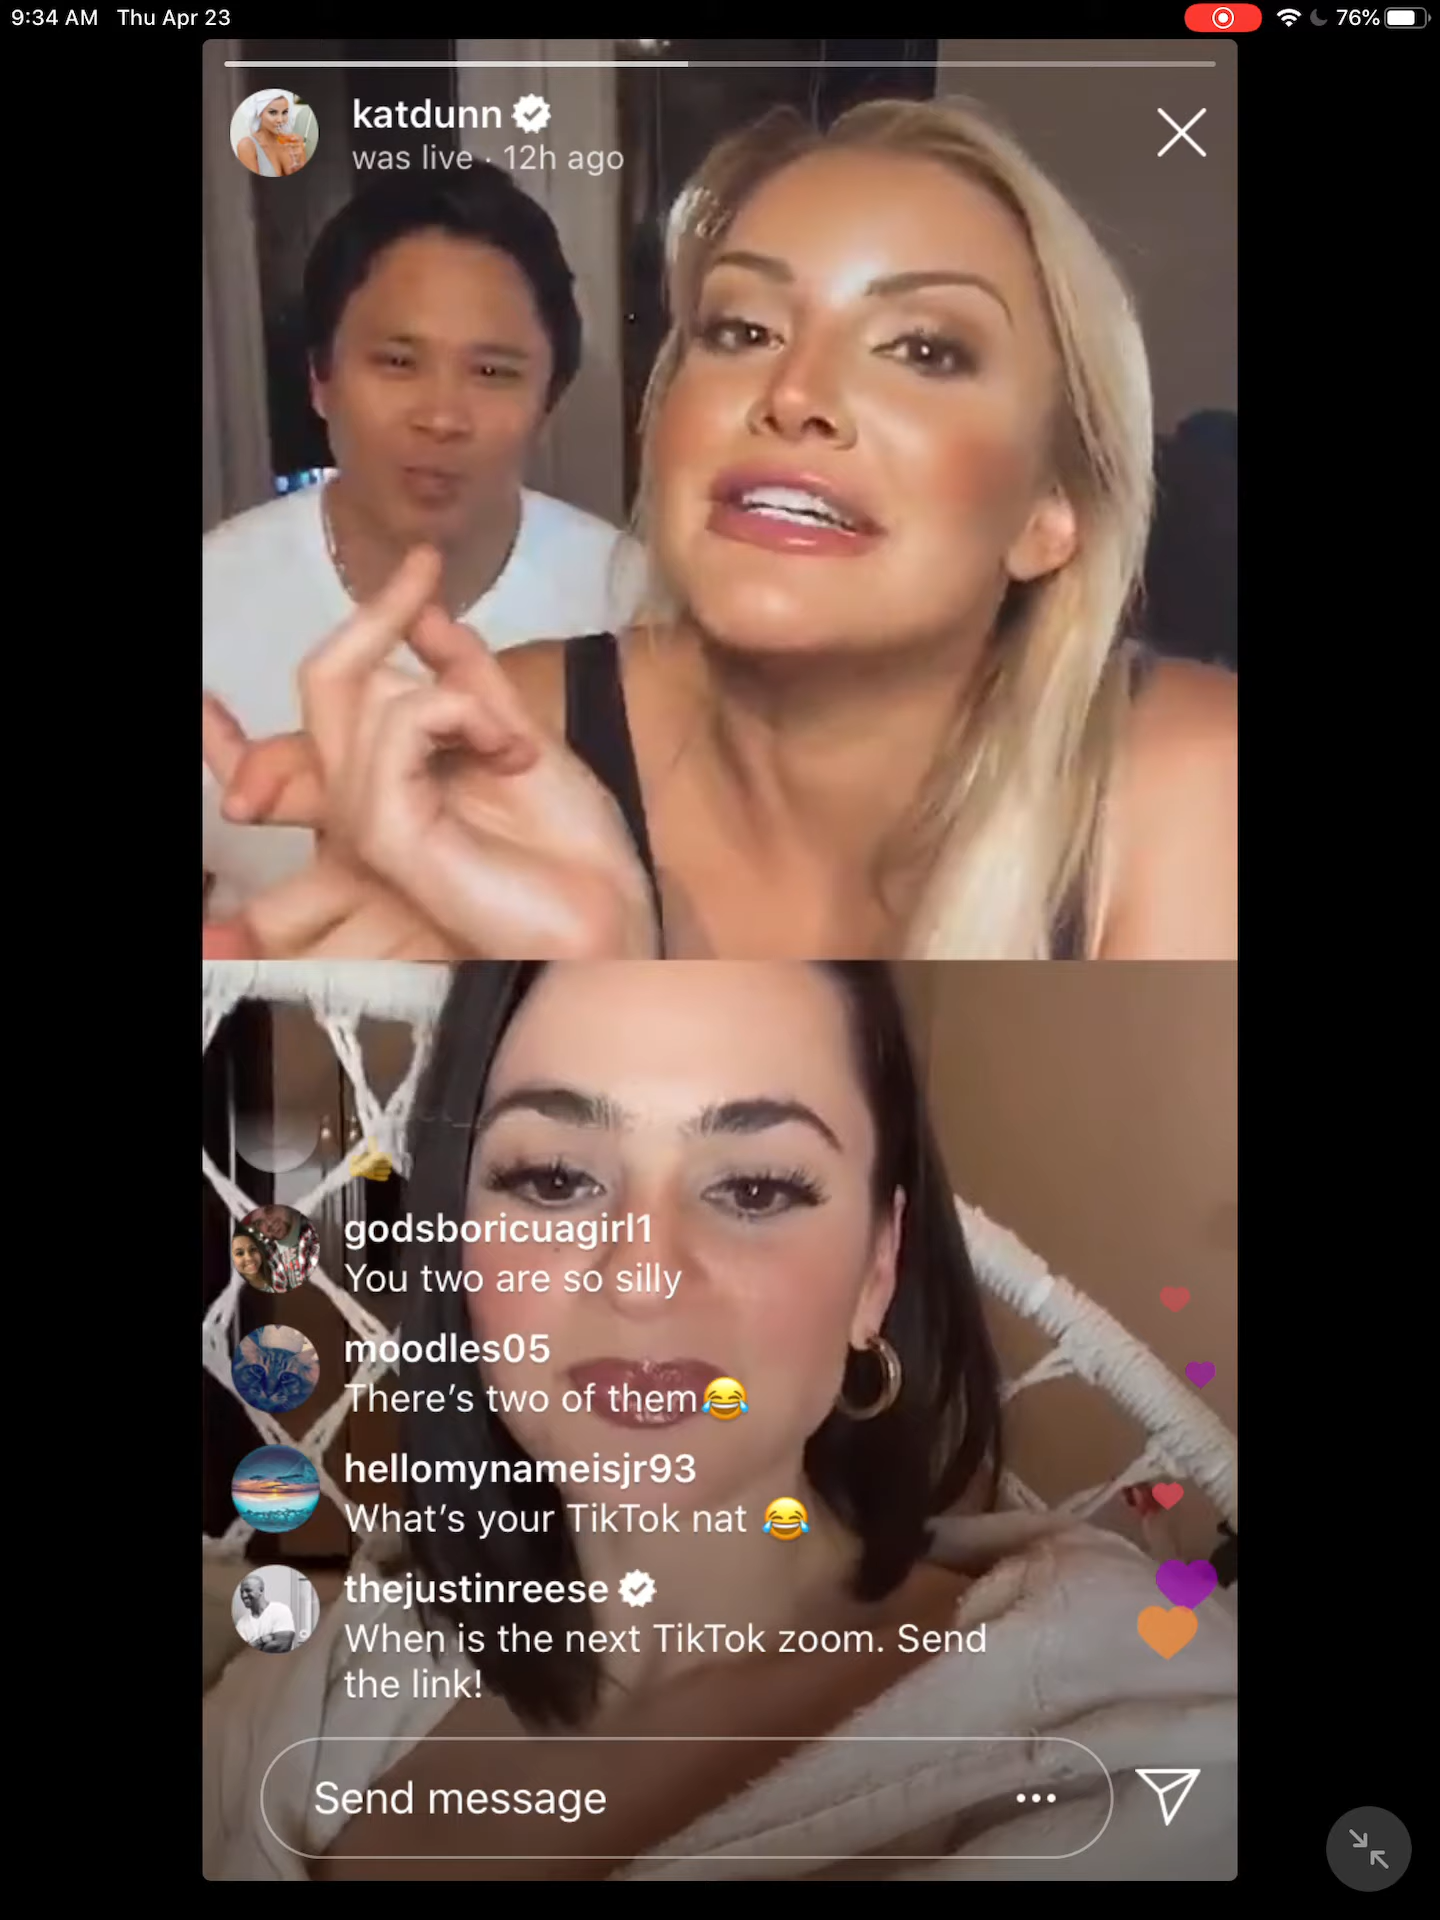 9:34 AM Thu Apr 23
76%
katdunn
was live · 12h ago
godsboricuagirl1
You two are so silly
moodles05
There's two of them😂
hellomynameisjr93
What's your TikTok nat 😂
thejustinreese
When is the next TikTok zoom. Send
the link!
Send message